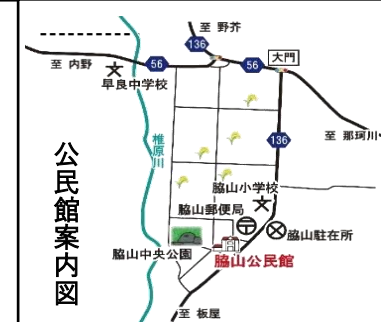 至 野芥
136
大門
56
56
至 内野
早良中学校
至 那珂川
椎原川
136
公民館案内図
脇山小学校
脇山郵便局
脇山駐在所
脇山中央公園
脇山公民館
至 板屋